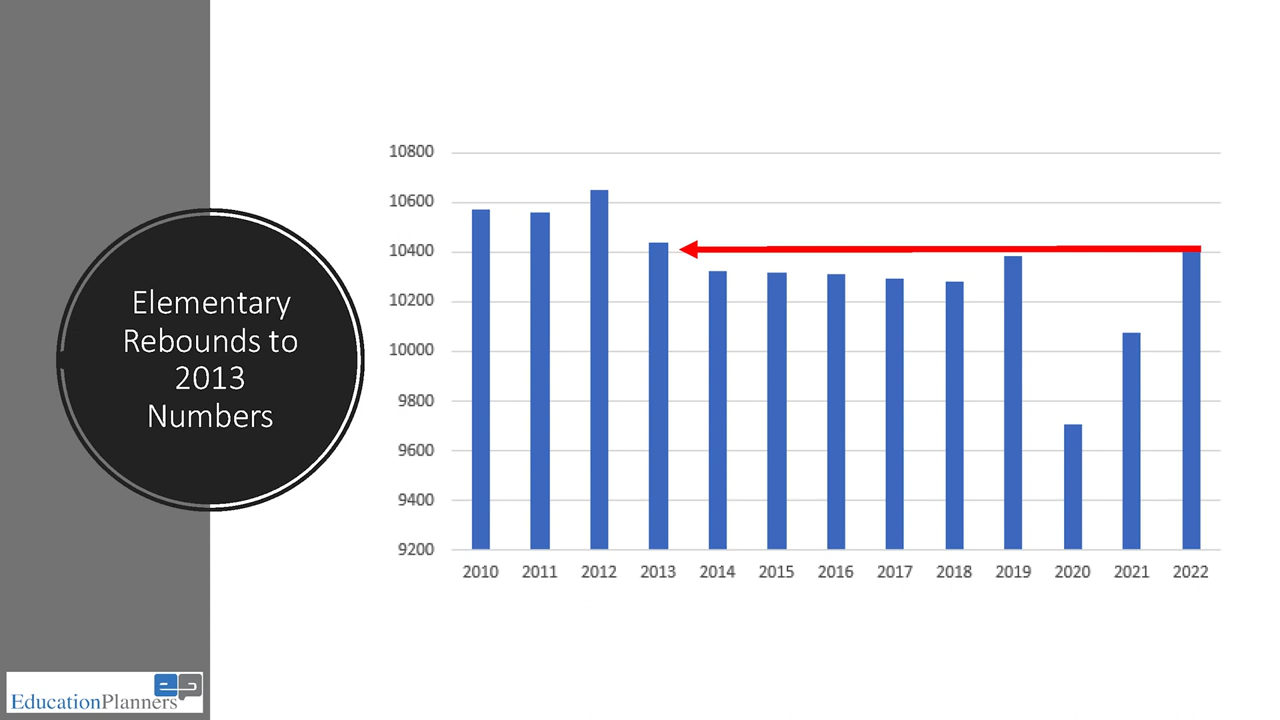 Elementary
Rebounds to
2013
Numbers
10800
10600
10400
10200
10000
9800
9600
9400
9200
2010 2011 2012 2013 2014 2015 2016 2017 2018 2019 2020 2021 2022
EducationPlanners
ep